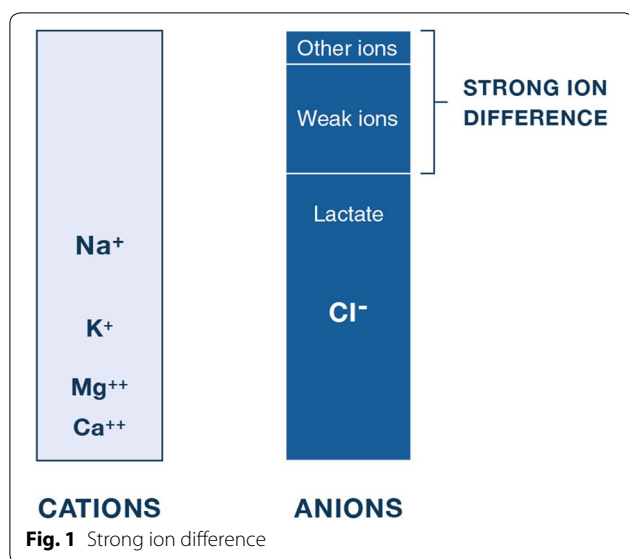 Na⁺
K⁺
Mg⁺⁺
Ca⁺⁺
CATIONS
Other ions
Weak ions
Lactate
Cl⁻
ANIONS
STRONG ION
DIFFERENCE
Fig. 1 Strong ion difference